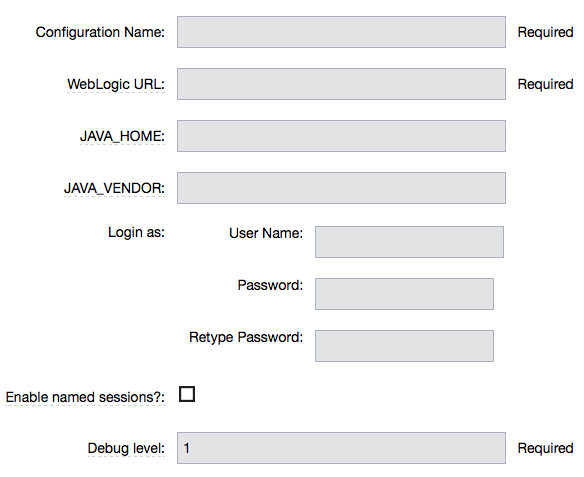 Configuration Name: Required
WebLogic URL: Required
JAVA_HOME:
JAVA_VENDOR:
Login as: User Name:
Password:
Retype Password:
Enable named sessions?:
Debug level: 1 Required